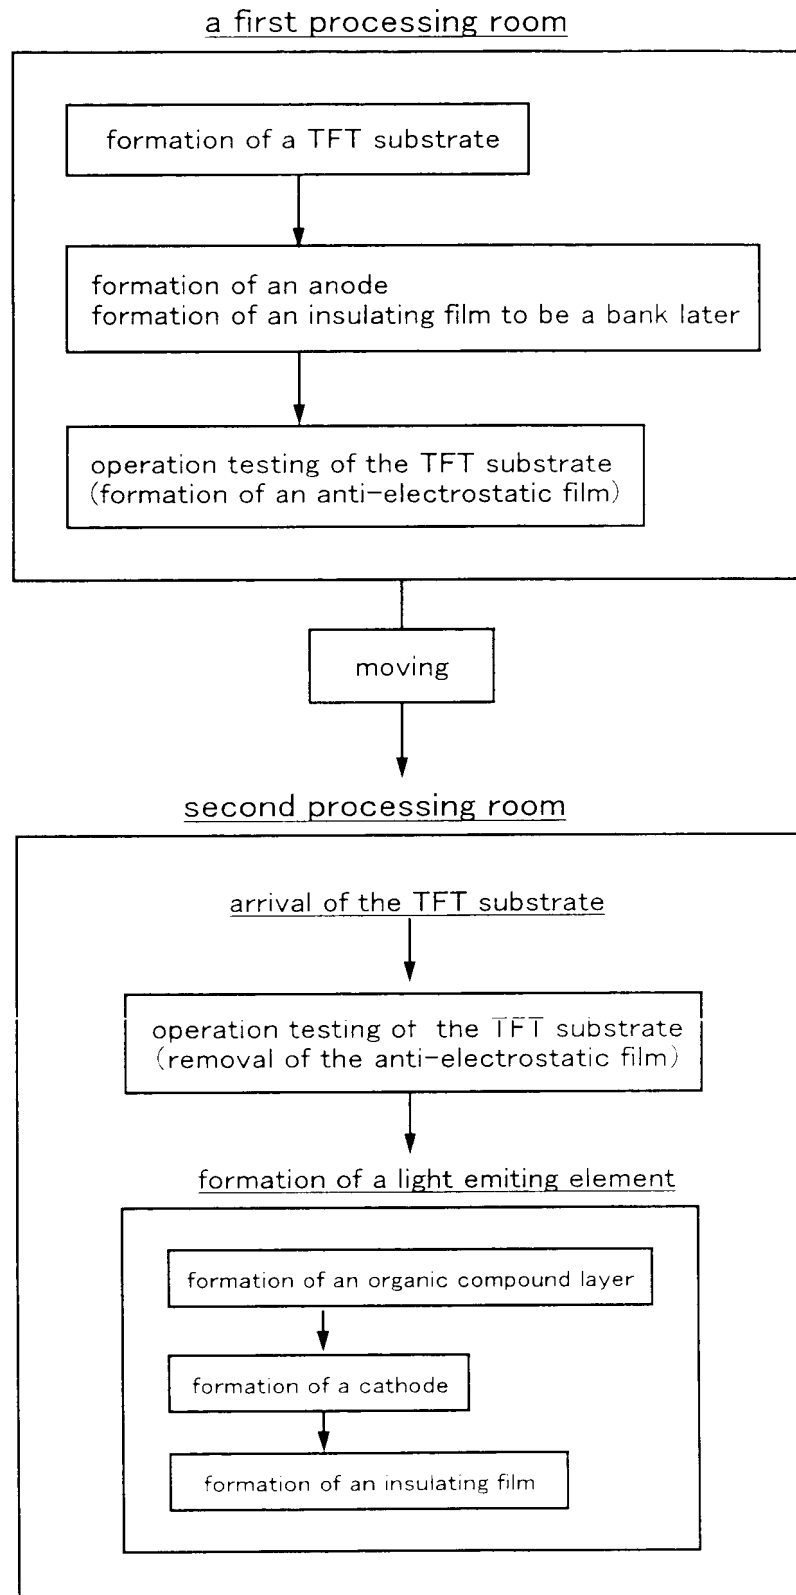 a first processing room
formation of a TFT substrate
formation of an anode
formation of an insulating film to be a bank later
operation testing of the TFT substrate
(formation of an anti-electrostatic film)
moving
second processing room
arrival of the TFT substrate
operation testing of the TFT substrate
(removal of the anti-electrostatic film)
formation of a light emiting element
formation of an organic compound layer
formation of a cathode
formation of an insulating film